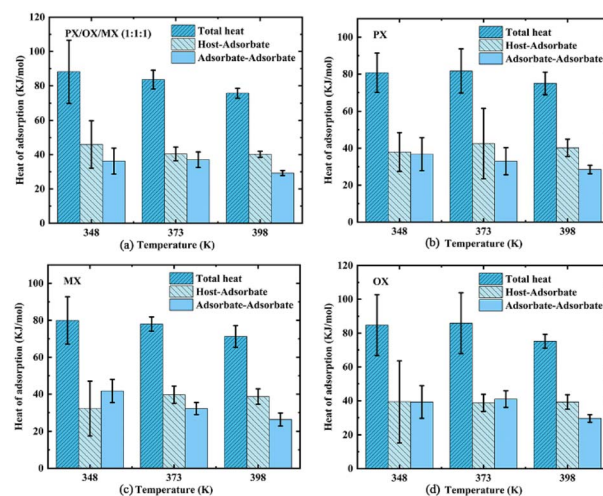 PX/OX/MX (1:1:1)
Total heat
Host-Adsorbate
Adsorbate-Adsorbate
Heat of adsorption (KJ/mol)
120
100
80
60
40
20
0
348
373
398
(a) Temperature (K)
PX
Total heat
Host-Adsorbate
Adsorbate-Adsorbate
Heat of adsorption (KJ/mol)
100
80
60
40
20
0
348
373
398
(b) Temperature (K)
MX
Total heat
Host-Adsorbate
Adsorbate-Adsorbate
Heat of adsorption (KJ/mol)
100
80
60
40
20
0
348
373
398
(c) Temperature (K)
OX
Total heat
Host-Adsorbate
Adsorbate-Adsorbate
Heat of adsorption (KJ/mol)
120
100
80
60
40
20
0
348
373
398
(d) Temperature (K)